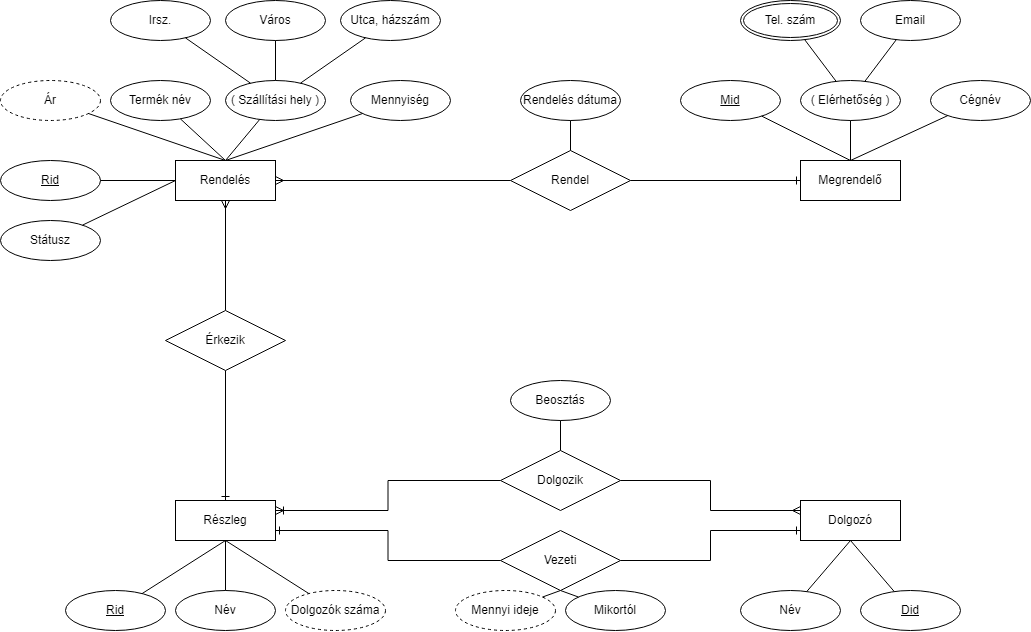 Irsz.
Város
Utca, házszám
Tel. szám
Email
Ár
Termék név
( Szállítási hely )
Mennyiség
Rendelés dátuma
Mid
( Elérhetőség )
Cégnév
Rid
Rendelés
Rendel
Megrendelő
Státusz
Érkezik
Beosztás
Dolgozik
Részleg
Dolgozó
Vezeti
Rid
Név
Dolgozók száma
Mennyi ideje
Mikortól
Név
Did